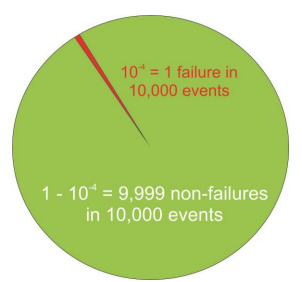 10⁻⁴ = 1 failure in
10,000 events
1 - 10⁻⁴ = 9,999 non-failures
in 10,000 events